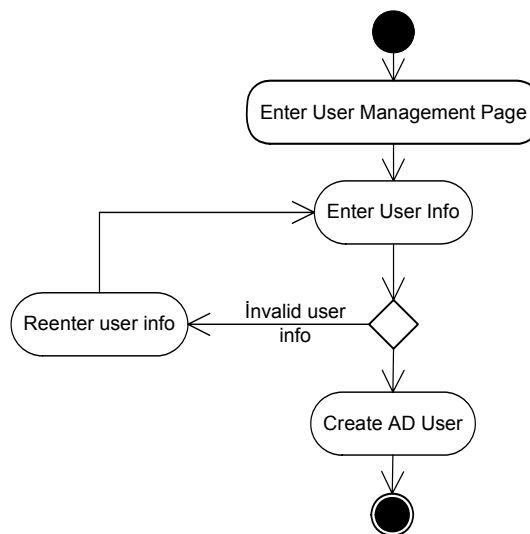 Enter User Management Page
Enter User Info
İnvalid user
info
Reenter user info
Create AD User